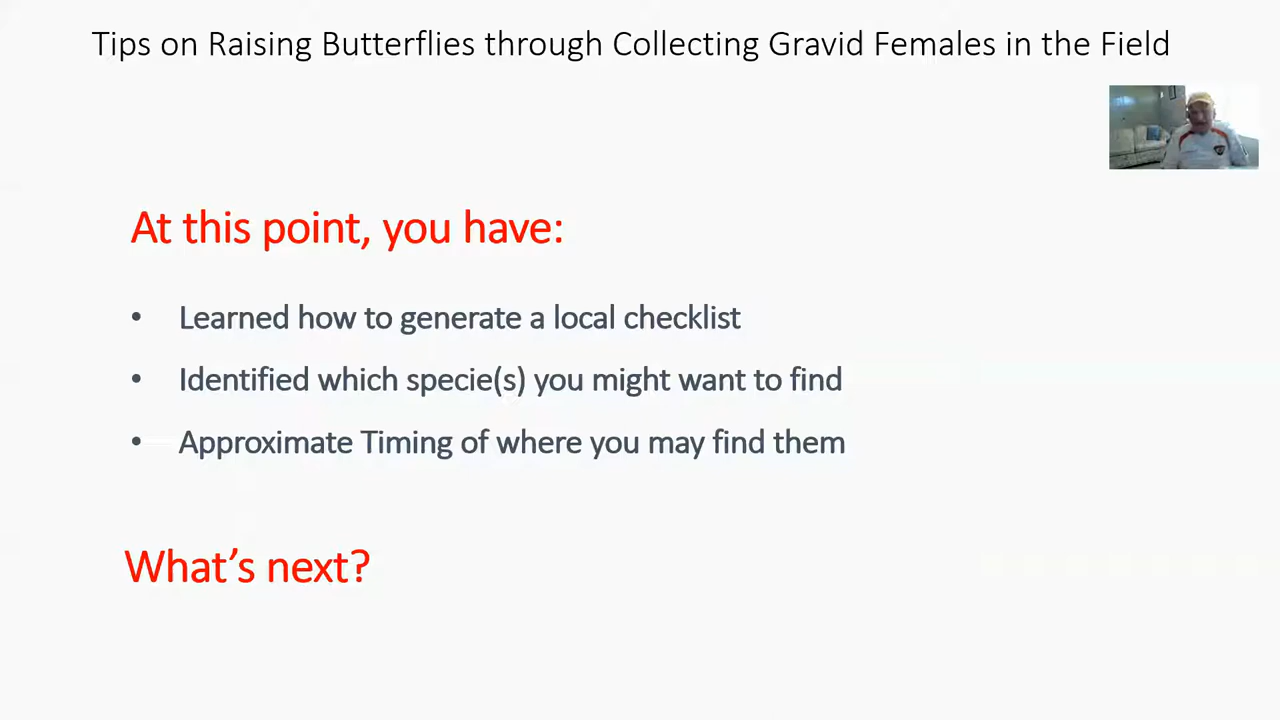 Tips on Raising Butterflies through Collecting Gravid Females in the Field
At this point, you have:
• Learned how to generate a local checklist
• Identified which specie(s) you might want to find
• Approximate Timing of where you may find them
What’s next?